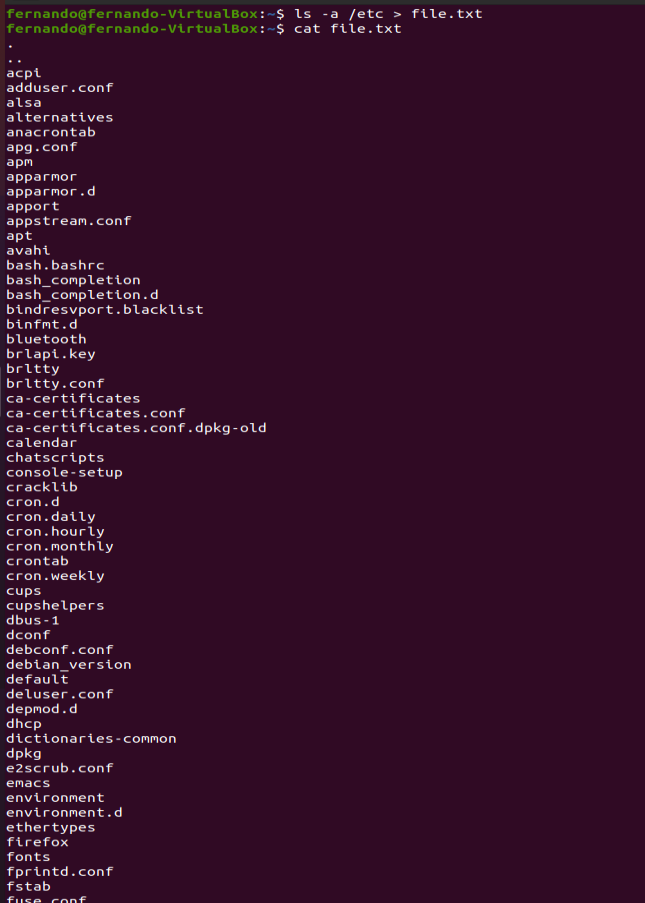 fernando@fernando-VirtualBox:~$ ls -a /etc > file.txt
fernando@fernando-VirtualBox:~$ cat file.txt
.
..
acpi
adduser.conf
alsa
alternatives
anacrontab
apg.conf
apm
apparmor
apparmor.d
apport
appstream.conf
apt
avahi
bash.bashrc
bash_completion
bash_completion.d
bindresvport.blacklist
binfmt.d
bluetooth
brlapi.key
brltty
brltty.conf
ca-certificates
ca-certificates.conf
ca-certificates.conf.dpkg-old
calendar
chatscripts
console-setup
cracklib
cron.d
cron.daily
cron.hourly
cron.monthly
crontab
cron.weekly
cups
cupshelpers
dbus-1
dconf
debconf.conf
debian_version
default
deluser.conf
depmod.d
dhcp
dictionaries-common
dpkg
e2scrub.conf
emacs
environment
environment.d
ethertypes
firefox
fonts
fprintd.conf
fstab
fuse.conf